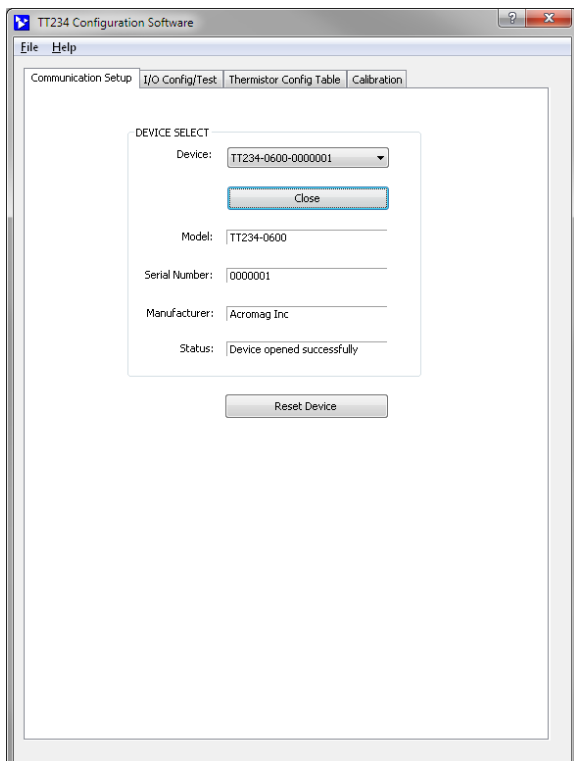 TT234 Configuration Software
File Help
Communication Setup I/O Config/Test Thermistor Config Table Calibration
DEVICE SELECT
Device: TT234-0600-0000001
Close
Model: TT234-0600
Serial Number: 0000001
Manufacturer: Acromag Inc
Status: Device opened successfully
Reset Device